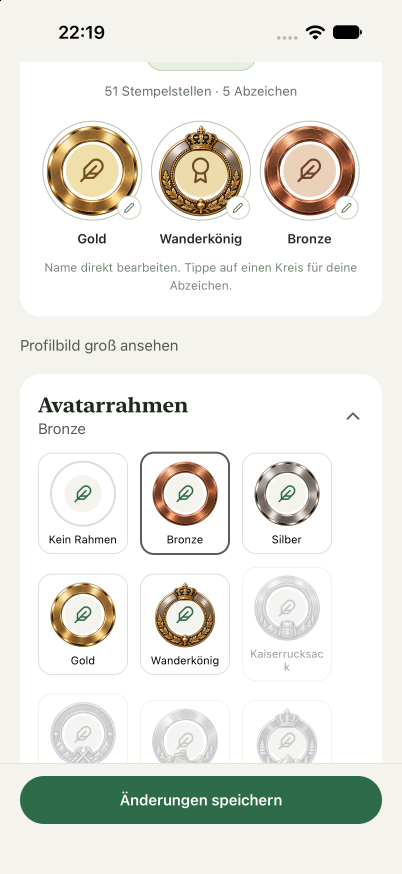 22:19
51 Stempelstellen · 5 Abzeichen
Gold
Wanderkönig
Bronze
Name direkt bearbeiten. Tippe auf einen Kreis für deine
Abzeichen.
Profilbild groß ansehen
Avatarrahmen
Bronze
Kein Rahmen
Bronze
Silber
Gold
Wanderkönig
Kaiserrucksac
k
Änderungen speichern